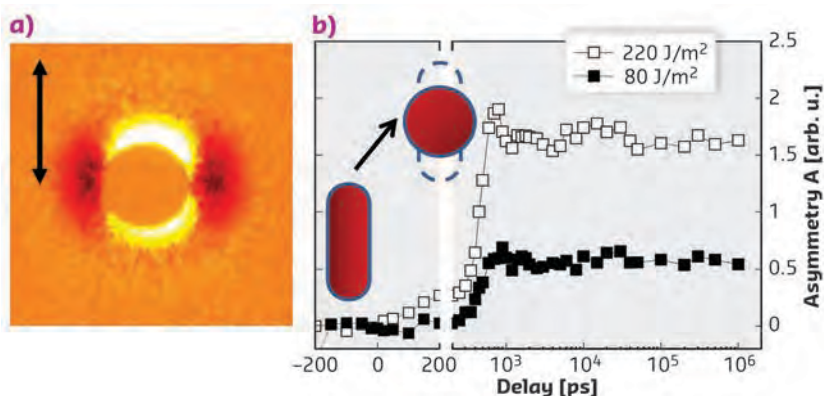 a)
b)
220 J/m²
80 J/m²
2.5
2
1.5
1
0.5
0
Asymmetry A [arb. u.]
−200 0 200 10³ 10⁴ 10⁵ 10⁶
Delay [ps]